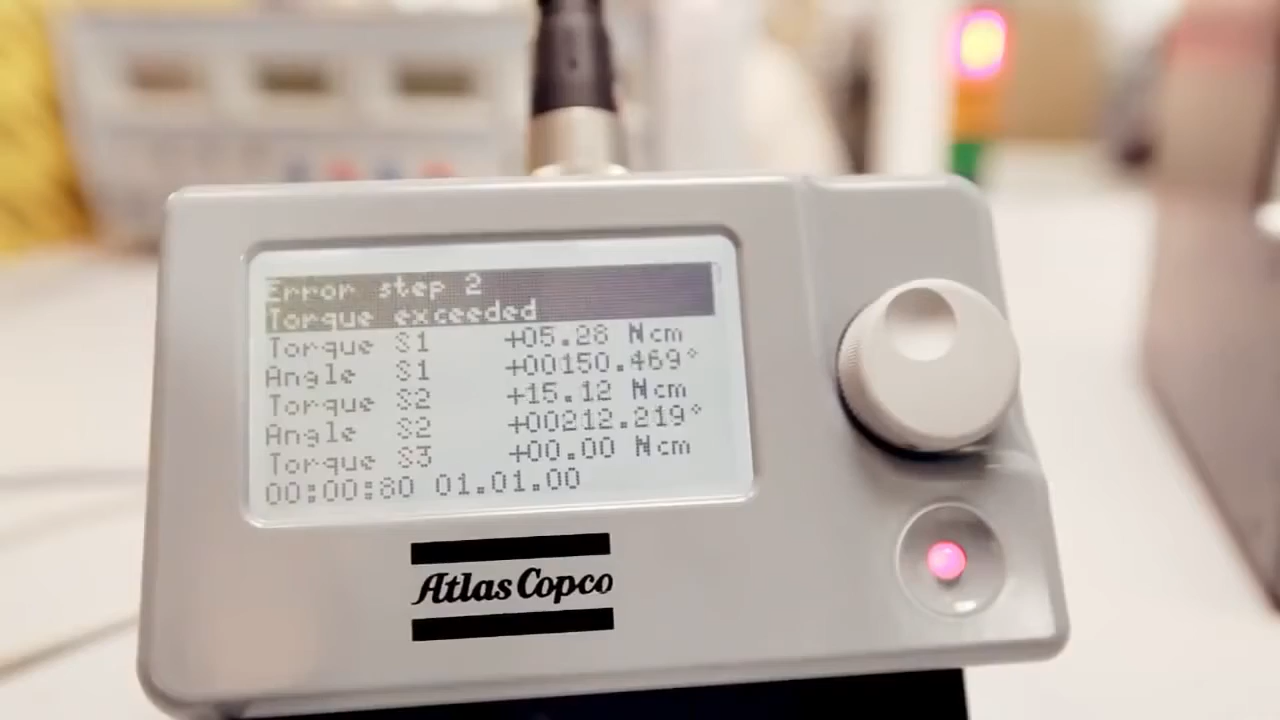 Error step 2
Torque exceeded
Torque S1 +05.28 Ncm
Angle S1 +00150.469°
Torque S2 +15.12 Ncm
Angle S2 +00212.219°
Torque S3 +00.00 Ncm
00:00:80 01.01.00
Atlas Copco